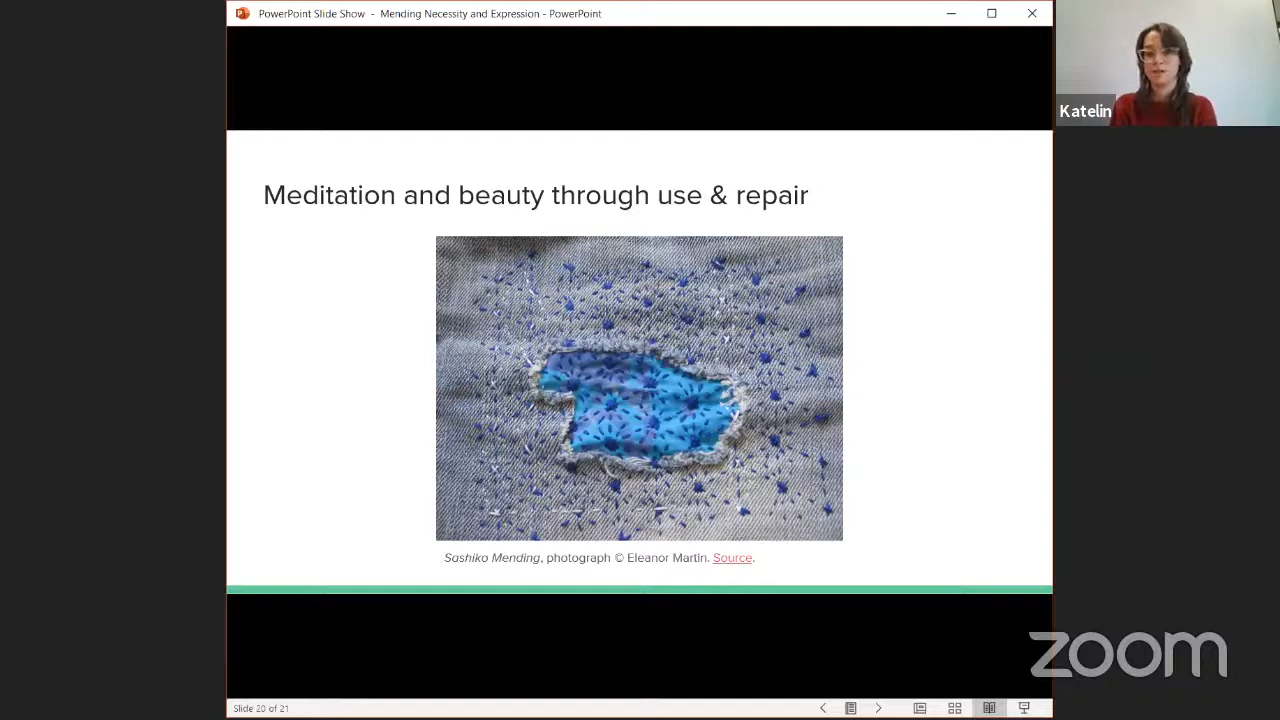 PowerPoint Slide Show - Mending Necessity and Expression - PowerPoint
Katelin
Meditation and beauty through use & repair
Sashiko Mending, photograph © Eleanor Martin. Source.
zoom
Slide 20 of 21